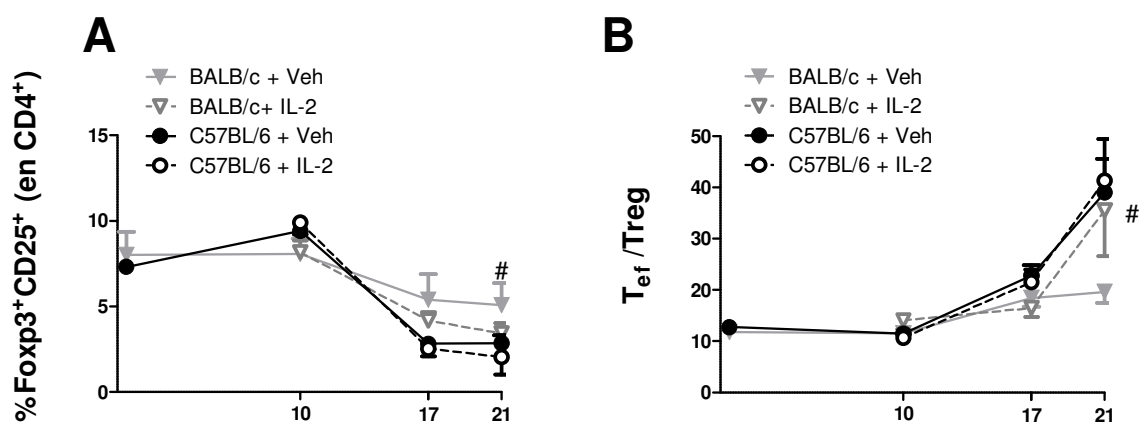 A
BALB/c + Veh
BALB/c+ IL-2
C57BL/6 + Veh
C57BL/6 + IL-2
%Foxp3⁺CD25⁺ (en CD4⁺)
15
10
5
0
#
10 17 21
B
BALB/c + Veh
BALB/c + IL-2
C57BL/6 + Veh
C57BL/6 + IL-2
Tef /Treg
50
40
30
20
10
0
#
10 17 21